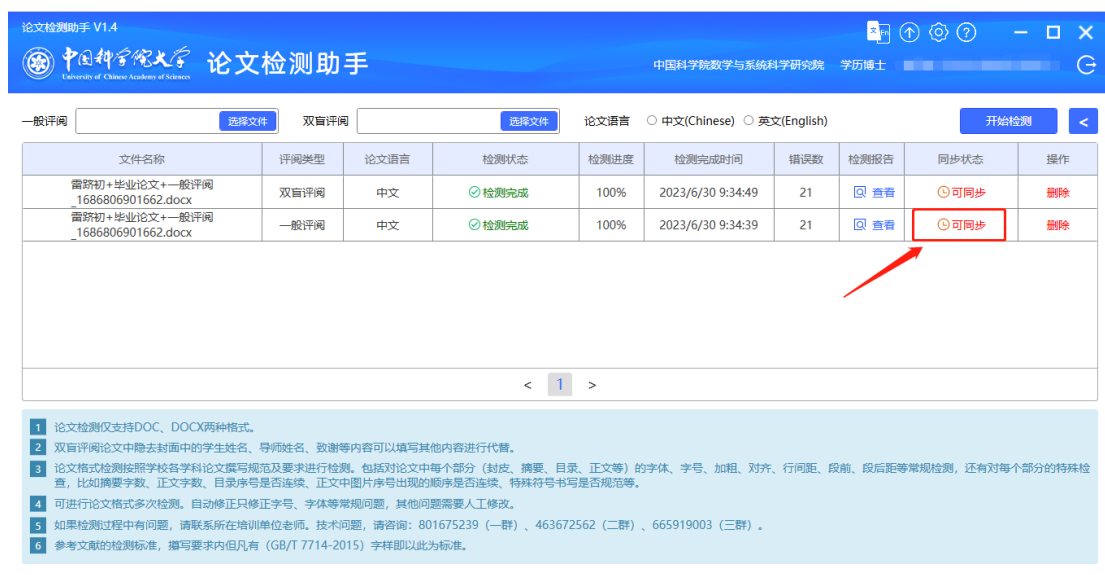 论文检测助手 V1.4
中国科学院大学
University of Chinese Academy of Sciences
论文检测助手
中国科学院数学与系统科学研究院 学历博士
一般评阅 选择文件 双盲评阅 选择文件 论文语言 中文(Chinese) 英文(English) 开始检测 <
文件名称 评阅类型 论文语言 检测状态 检测进度 检测完成时间 错误数 检测报告 同步状态 操作
雷跻初+毕业论文+一般评阅
_1686806901662.docx 双盲评阅 中文 检测完成 100% 2023/6/30 9:34:49 21 查看 可同步 删除
雷跻初+毕业论文+一般评阅
_1686806901662.docx 一般评阅 中文 检测完成 100% 2023/6/30 9:34:39 21 查看 可同步 删除
< 1 >
1 论文检测仅支持DOC、DOCX两种格式。
2 双盲评阅论文中隐去封面中的学生姓名、导师姓名、致谢等内容可以填写其他内容进行代替。
3 论文格式检测按照学校各学科论文撰写规范及要求进行检测。包括对论文中每个部分（封皮、摘要、目录、正文等）的字体、字号、加粗、对齐、行间距、段前、段后距等常规检测，还有对每个部分的特殊检
查，比如摘要字数、正文字数、目录序号是否连续、正文中图片序号出现的顺序是否连续、特殊符号书写是否规范等。
4 可进行论文格式多次检测。自动修正只修正字号、字体等常规问题，其他问题需要人工修改。
5 如果检测过程中有问题，请联系所在培训单位老师。技术问题，请咨询：801675239（一群）、463672562（二群）、665919003（三群）。
6 参考文献的检测标准，撰写要求内但凡有（GB/T 7714-2015）字样即以此为标准。